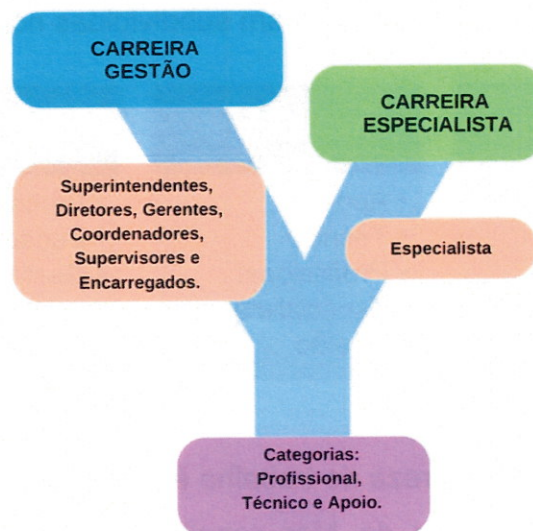 CARREIRA
GESTÃO
CARREIRA
ESPECIALISTA
Superintendentes,
Diretores, Gerentes,
Coordenadores,
Supervisores e
Encarregados.
Especialista
Categorias:
Profissional,
Técnico e Apoio.